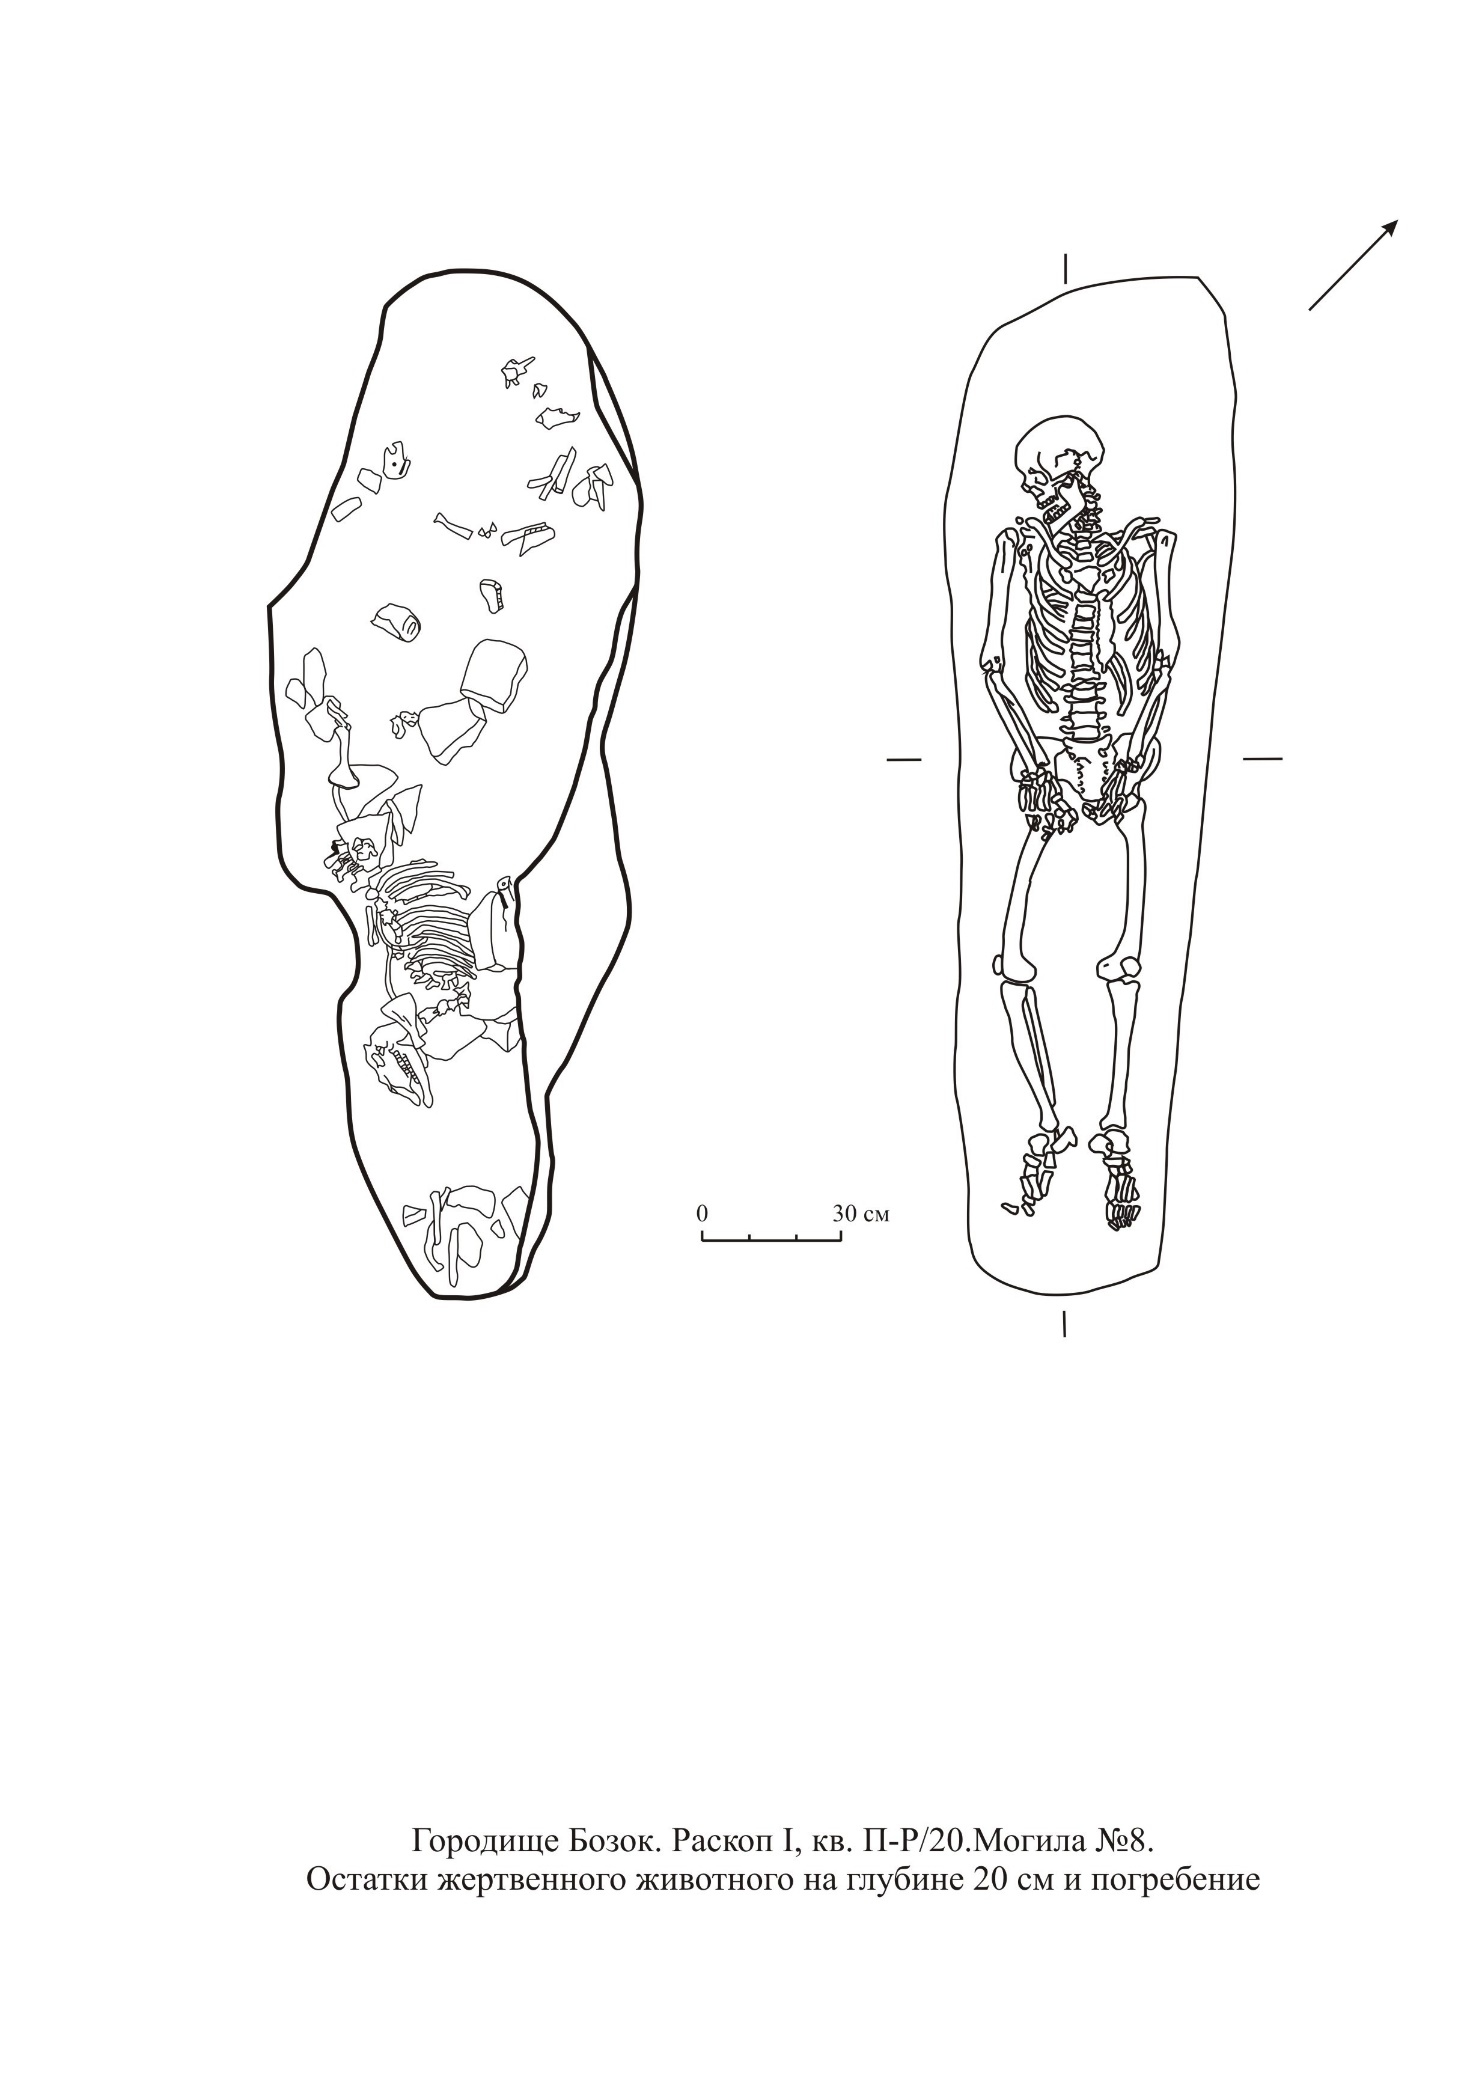 0 30 см
Городище Бозок. Раскоп I, кв. П-Р/20.Могила №8.
Остатки жертвенного животного на глубине 20 см и погребение